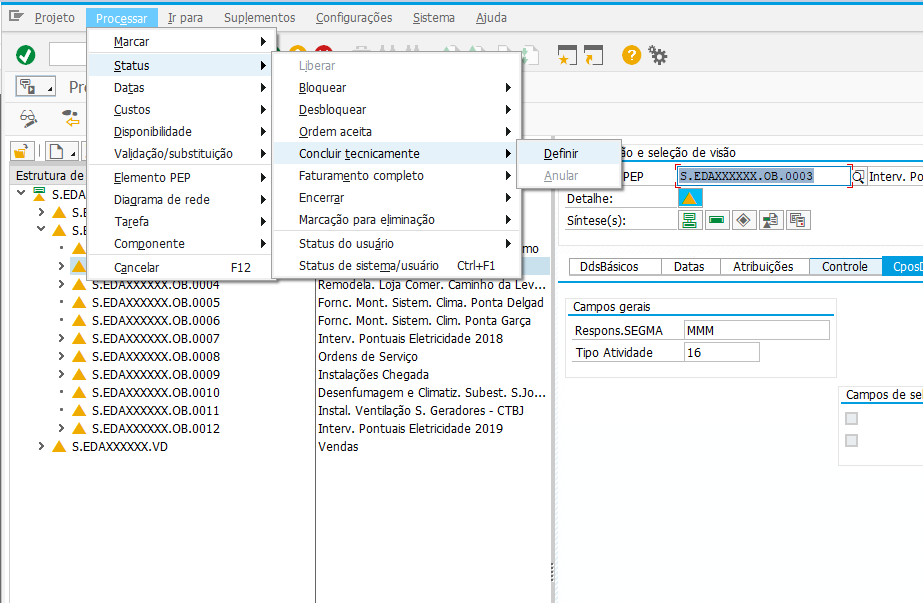 Projeto Processar Ir para Suplementos Configurações Sistema Ajuda
Marcar
Status
Datas
Custos
Disponibilidade
Validação/substituição
Elemento PEP
Diagrama de rede
Tarefa
Componente
Cancelar F12
Liberar
Bloquear
Desbloquear
Ordem aceita
Concluir tecnicamente
Faturamento completo
Encerrar
Marcação para eliminação
Status do usuário
Status de sistema/usuário Ctrl+F1
Definir
Anular
Estrutura de
S.EDA
S.EDAXXXXXX.OB.0004 Remodela. Loja Comer. Caminho da Lev...
S.EDAXXXXXX.OB.0005 Fornc. Mont. Sistem. Clima. Ponta Delgad
S.EDAXXXXXX.OB.0006 Fornc. Mont. Sistem. Clim. Ponta Garça
S.EDAXXXXXX.OB.0007 Interv. Pontuais Eletricidade 2018
S.EDAXXXXXX.OB.0008 Ordens de Serviço
S.EDAXXXXXX.OB.0009 Instalações Chegada
S.EDAXXXXXX.OB.0010 Desenfumagem e Climatiz. Subest. S.Jo...
S.EDAXXXXXX.OB.0011 Instal. Ventilação S. Geradores - CTBJ
S.EDAXXXXXX.OB.0012 Interv. Pontuais Eletricidade 2019
S.EDAXXXXXX.VD Vendas
ão e seleção de visão
PEP S.EDAXXXXXX.OB.0003 Interv. Po
Detalhe:
Síntese(s):
DdsBásicos Datas Atribuições Controle CposD
Campos gerais
Respons.SEGMA MMM
Tipo Atividade 16
Campos de sel